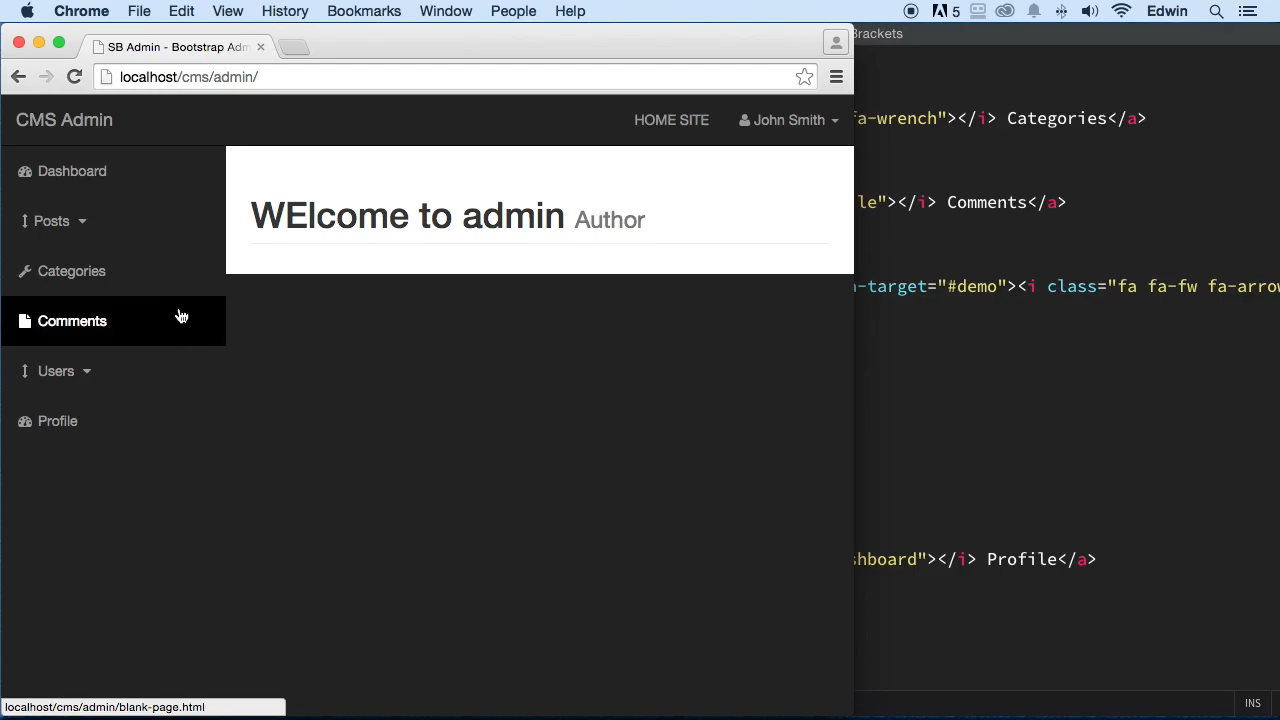 Chrome File Edit View History Bookmarks Window People Help 5 Edwin
Brackets
SB Admin - Bootstrap Adm
localhost/cms/admin/
CMS Admin HOME SITE John Smith
Dashboard
Posts
Categories
Comments
Users
Profile
WElcome to admin Author
fa-wrench"></i> Categories</a>
le"></i> Comments</a>
-target="#demo"><i class="fa fa-fw fa-arrow
shboard"></i> Profile</a>
localhost/cms/admin/blank-page.html
INS